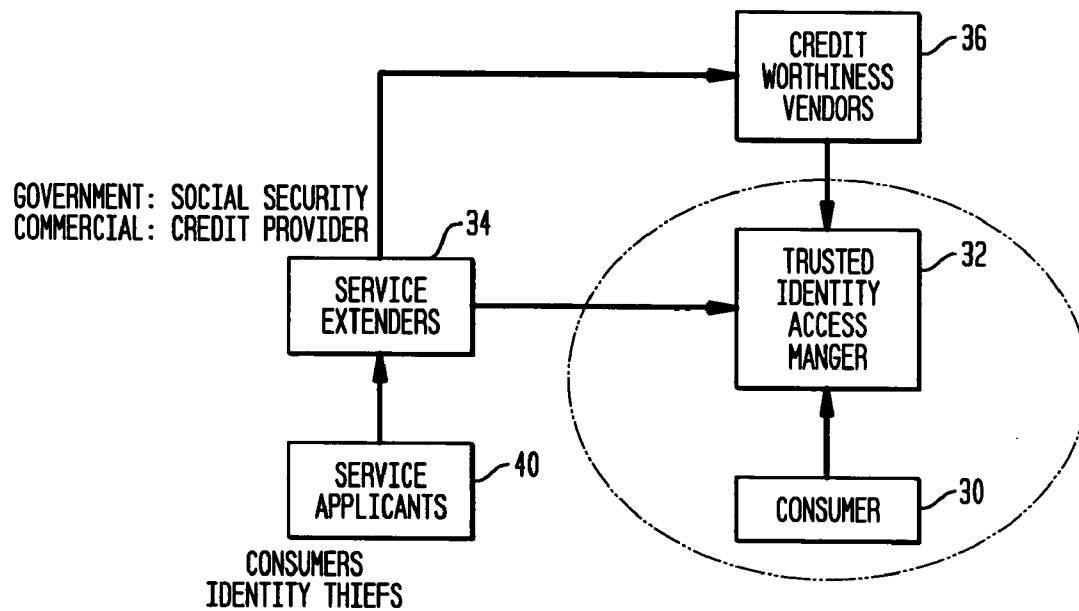 CREDIT
WORTHINESS
VENDORS
36
GOVERNMENT: SOCIAL SECURITY
COMMERCIAL: CREDIT PROVIDER
34
SERVICE
EXTENDERS
TRUSTED
IDENTITY
ACCESS
MANGER
32
SERVICE
APPLICANTS
40
CONSUMER
30
CONSUMERS
IDENTITY THIEFS